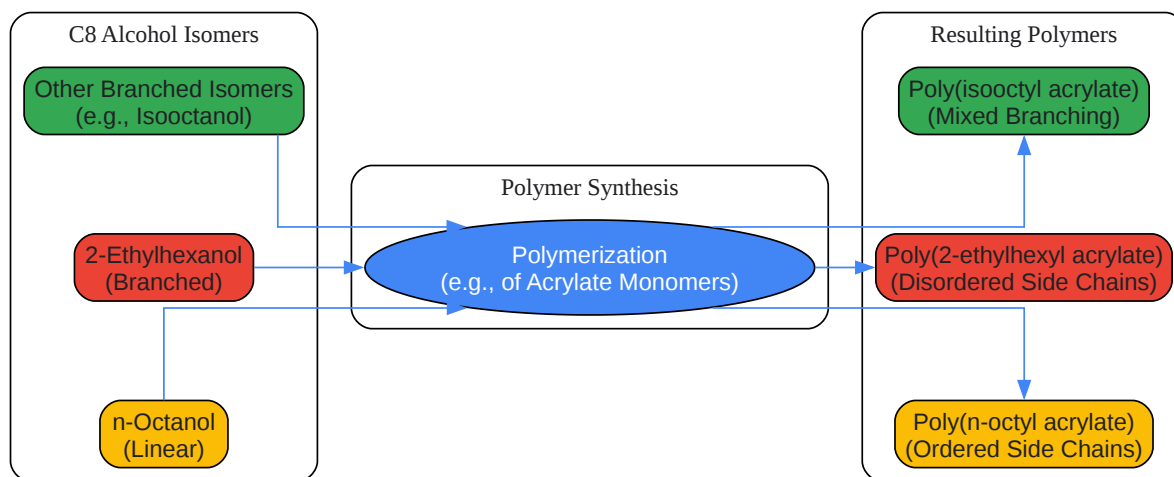 C8 Alcohol Isomers
Other Branched Isomers
(e.g., Isooctanol)
2-Ethylhexanol
(Branched)
n-Octanol
(Linear)
Polymer Synthesis
Polymerization
(e.g., of Acrylate Monomers)
Resulting Polymers
Poly(isooctyl acrylate)
(Mixed Branching)
Poly(2-ethylhexyl acrylate)
(Disordered Side Chains)
Poly(n-octyl acrylate)
(Ordered Side Chains)